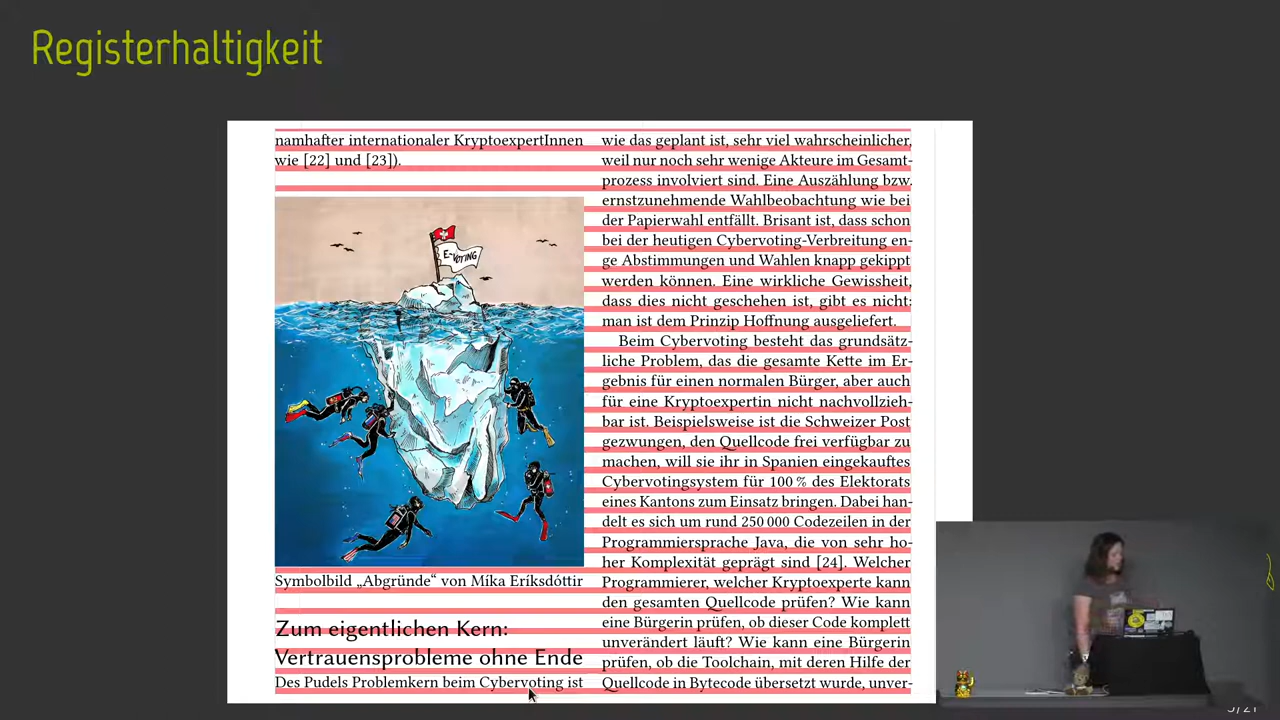 Registerhaltigkeit
namhafter internationaler KryptoexpertInnen
wie [22] und [23]).
E-VOTING
Symbolbild „Abgründe“ von Míka Eríksdóttir
Zum eigentlichen Kern:
Vertrauensprobleme ohne Ende
Des Pudels Problemkern beim Cybervoting ist
wie das geplant ist, sehr viel wahrscheinlicher,
weil nur noch sehr wenige Akteure im Gesamt-
prozess involviert sind. Eine Auszählung bzw.
ernstzunehmende Wahlbeobachtung wie bei
der Papierwahl entfällt. Brisant ist, dass schon
bei der heutigen Cybervoting-Verbreitung en-
ge Abstimmungen und Wahlen knapp gekippt
werden können. Eine wirkliche Gewissheit,
dass dies nicht geschehen ist, gibt es nicht:
man ist dem Prinzip Hoffnung ausgeliefert.
Beim Cybervoting besteht das grundsätz-
liche Problem, das die gesamte Kette im Er-
gebnis für einen normalen Bürger, aber auch
für eine Kryptoexpertin nicht nachvollzieh-
bar ist. Beispielsweise ist die Schweizer Post
gezwungen, den Quellcode frei verfügbar zu
machen, will sie ihr in Spanien eingekauftes
Cybervotingsystem für 100 % des Elektorats
eines Kantons zum Einsatz bringen. Dabei han-
delt es sich um rund 250 000 Codezeilen in der
Programmiersprache Java, die von sehr ho-
her Komplexität geprägt sind [24]. Welcher
Programmierer, welcher Kryptoexperte kann
den gesamten Quellcode prüfen? Wie kann
eine Bürgerin prüfen, ob dieser Code komplett
unverändert läuft? Wie kann eine Bürgerin
prüfen, ob die Toolchain, mit deren Hilfe der
Quellcode in Bytecode übersetzt wurde, unver-